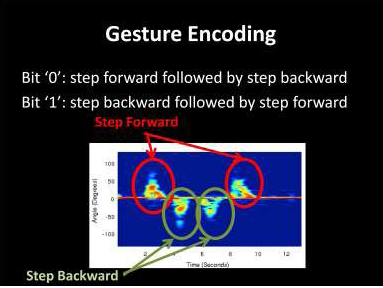 Gesture Encoding
Bit ‘0’: step forward followed by step backward
Bit ‘1’: step backward followed by step forward
Step Forward
100
50
0
-50
-100
Angle (Degrees)
2
4
6
8
10
12
Time (Seconds)
Step Backward